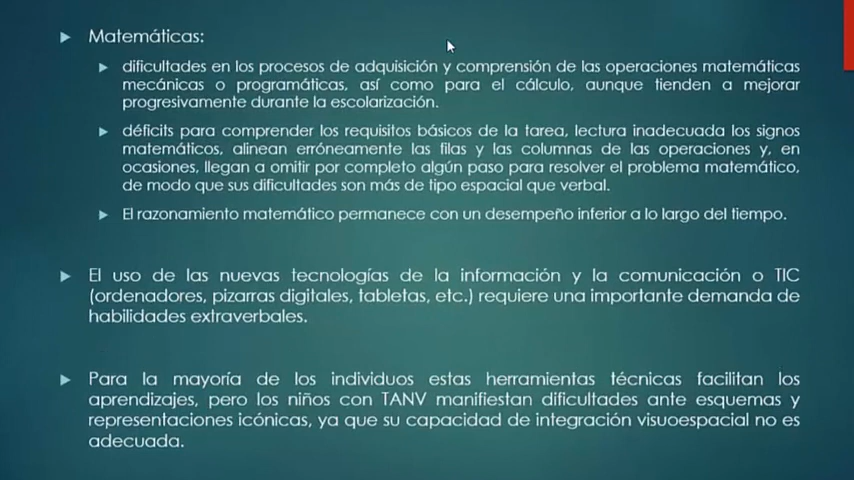 Matemáticas:
dificultades en los procesos de adquisición y comprensión de las operaciones matemáticas
mecánicas o programáticas, así como para el cálculo, aunque tienden a mejorar
progresivamente durante la escolarización.
déficits para comprender los requisitos básicos de la tarea, lectura inadecuada los signos
matemáticos, alinean erróneamente las filas y las columnas de las operaciones y, en
ocasiones, llegan a omitir por completo algún paso para resolver el problema matemático,
de modo que sus dificultades son más de tipo espacial que verbal.
El razonamiento matemático permanece con un desempeño inferior a lo largo del tiempo.
El uso de las nuevas tecnologías de la información y la comunicación o TIC
(ordenadores, pizarras digitales, tabletas, etc.) requiere una importante demanda de
habilidades extraverbales.
Para la mayoría de los individuos estas herramientas técnicas facilitan los
aprendizajes, pero los niños con TANV manifiestan dificultades ante esquemas y
representaciones icónicas, ya que su capacidad de integración visuoespacial no es
adecuada.